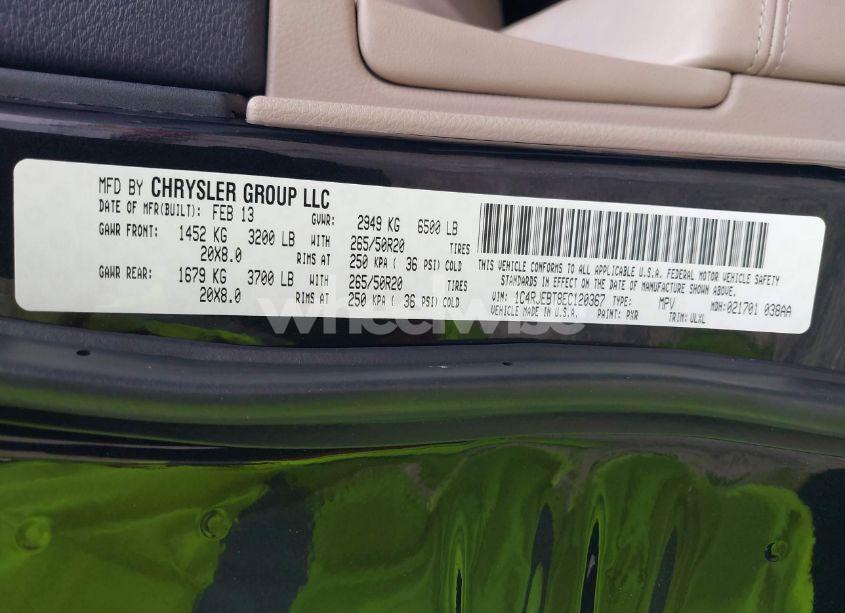 MFD BY CHRYSLER GROUP LLC
DATE OF MFR(BUILT): FEB 13 GVWR: 2949 KG 6500 LB
GAWR FRONT: 1452 KG 3200 LB WITH 265/50R20 TIRES
20X8.0 RIMS AT 250 KPA ( 36 PSI) COLD
GAWR REAR: 1679 KG 3700 LB WITH 265/50R20 TIRES
20X8.0 RIMS AT 250 KPA ( 36 PSI) COLD
THIS VEHICLE CONFORMS TO ALL APPLICABLE U.S.A. FEDERAL MOTOR VEHICLE SAFETY
STANDARDS IN EFFECT ON THE DATE OF MANUFACTURE SHOWN ABOVE.
VIN: 1C4RJEBT8EC120367 TYPE: MPV MDH:021701 038AA
VEHICLE MADE IN U.S.A. PAINT: PXR TRIM: ULXL
wheelwise